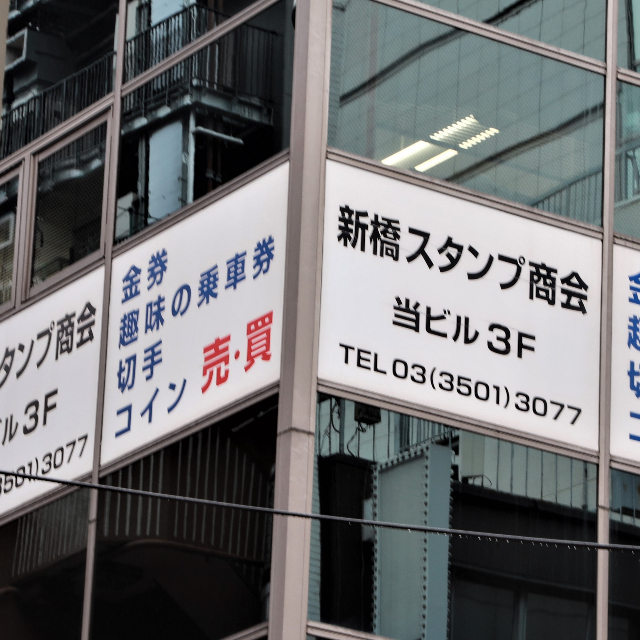 タンプ商会
ビル3F
3501)3077
金券
趣味の乗車券
切手
コイン
売・買
新橋スタンプ商会
当ビル3F
TEL 03(3501)3077